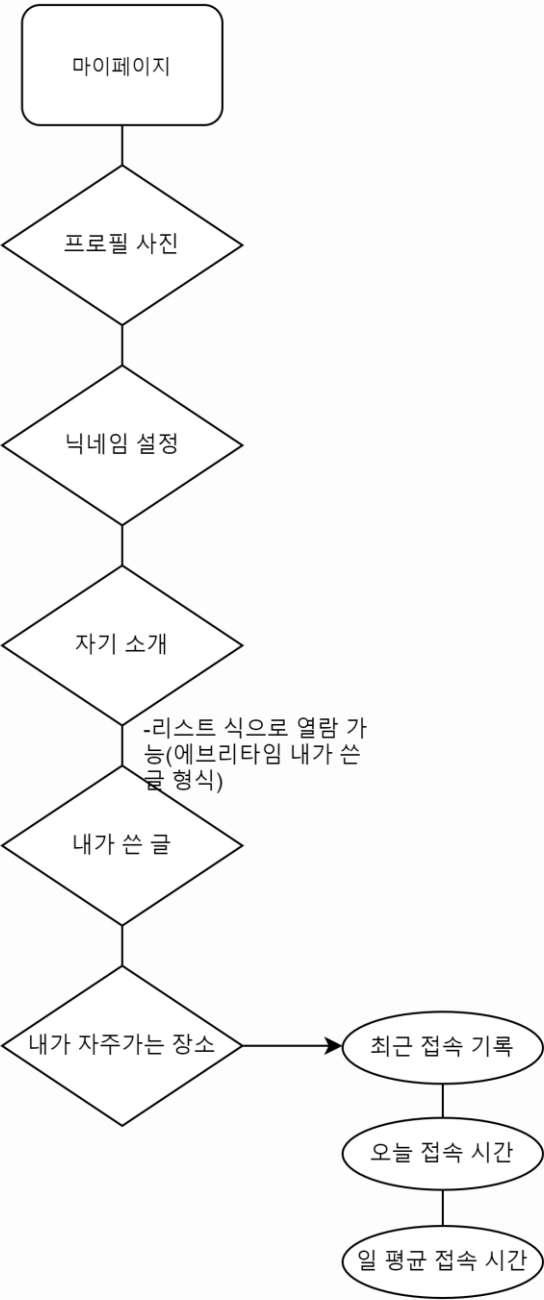 마이페이지
프로필 사진
닉네임 설정
자기 소개
-리스트 식으로 열람 가
능(에브리타임 내가 쓴
글 형식)
내가 쓴 글
내가 자주가는 장소
최근 접속 기록
오늘 접속 시간
일 평균 접속 시간